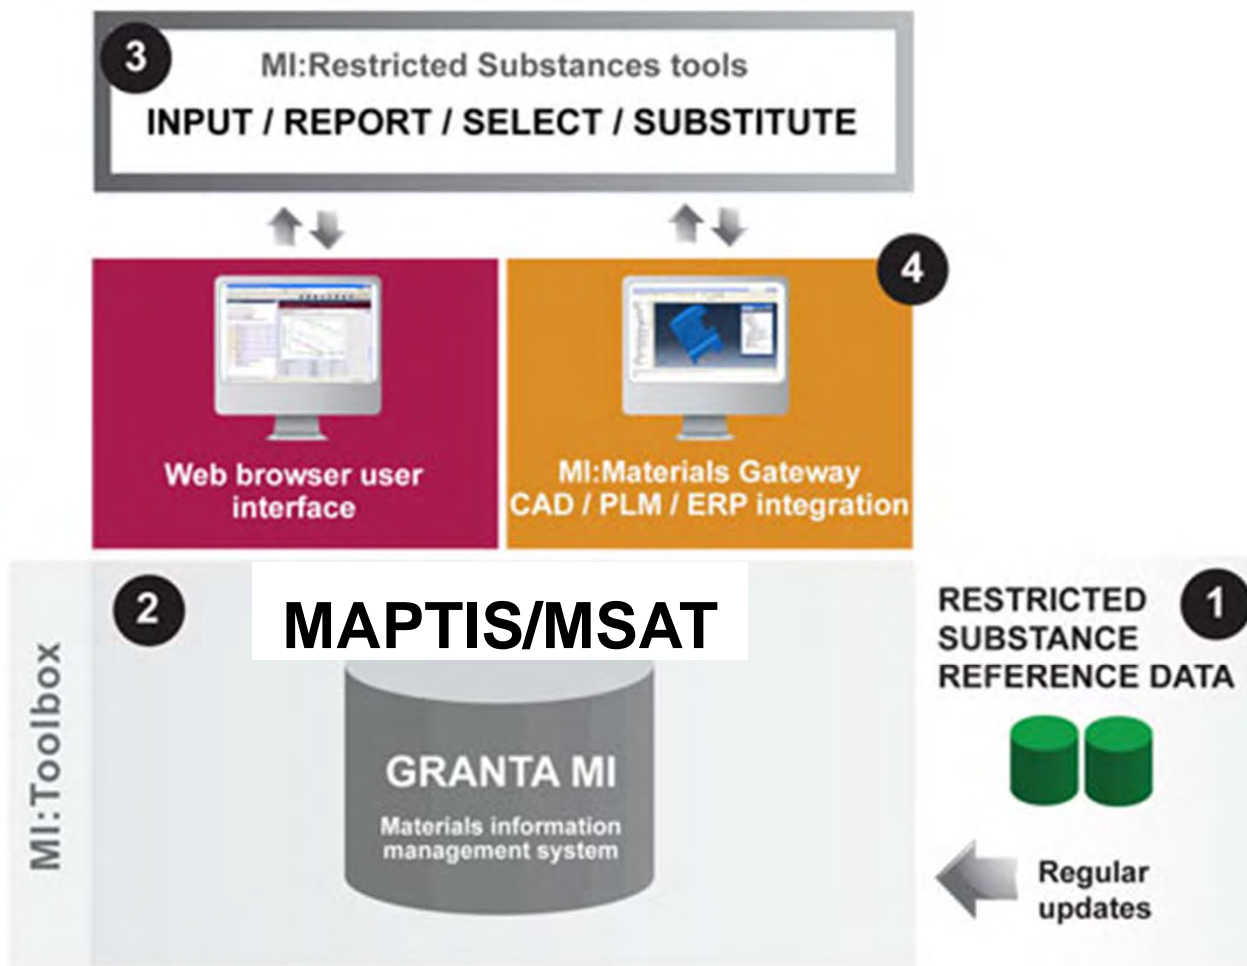 3
MI:Restricted Substances tools
INPUT / REPORT / SELECT / SUBSTITUTE
4
Web browser user
interface
MI:Materials Gateway
CAD / PLM / ERP integration
MI:Toolbox
2
MAPTIS/MSAT
GRANTA MI
Materials information
management system
1
RESTRICTED
SUBSTANCE
REFERENCE DATA
Regular
updates